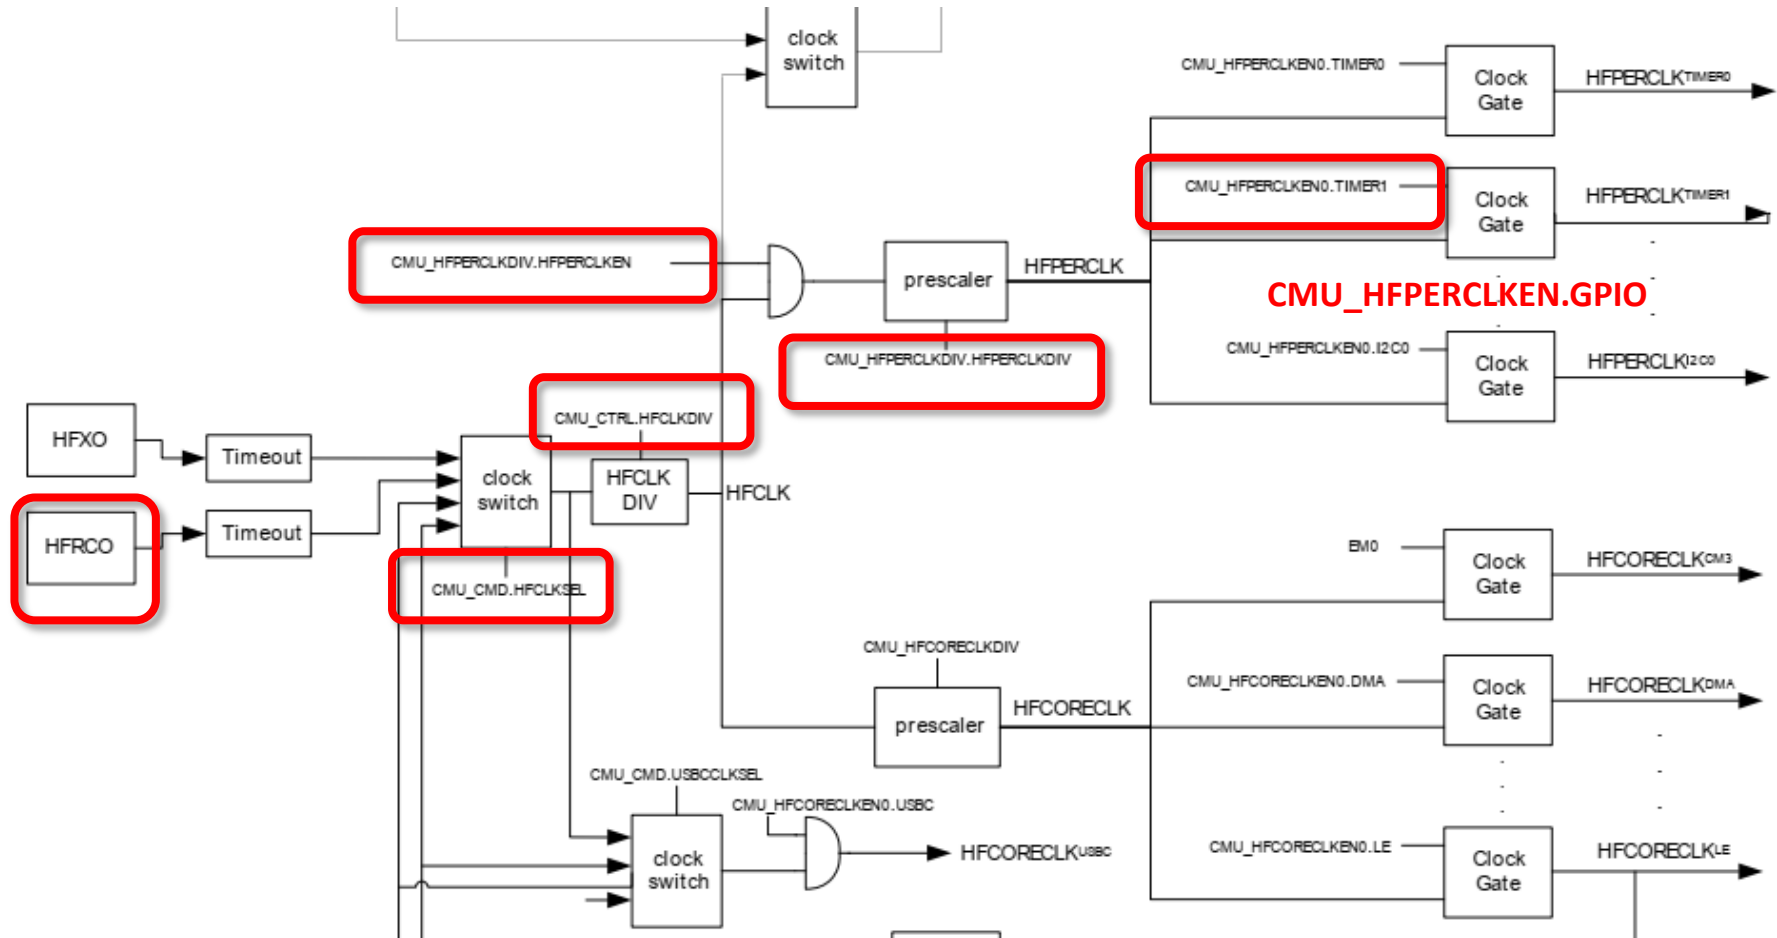 clock
switch
CMU_HFPERCLKEN0.TIMER0
Clock
Gate
HFPERCLKTIMER0
CMU_HFPERCLKEN0.TIMER1
Clock
Gate
HFPERCLKTIMER1
CMU_HFPERCLKDIV.HFPERCLKEN
prescaler
HFPERCLK
CMU_HFPERCLKEN.GPIO
CMU_HFPERCLKDIV.HFPERCLKDIV
CMU_HFPERCLKEN0.I2C0
Clock
Gate
HFPERCLKI2C0
CMU_CTRL.HFCLKDIV
HFXO
Timeout
clock
switch
HFCLK
DIV
HFCLK
HFRCO
Timeout
CMU_CMD.HFCLKSEL
EM0
Clock
Gate
HFCORECLKCM3
CMU_HFCORECLKDIV
prescaler
HFCORECLK
CMU_HFCORECLKEN0.DMA
Clock
Gate
HFCORECLKDMA
CMU_CMD.USBCCLKSEL
CMU_HFCORECLKEN0.USBC
clock
switch
HFCORECLKUSBC
CMU_HFCORECLKEN0.LE
Clock
Gate
HFCORECLKLE